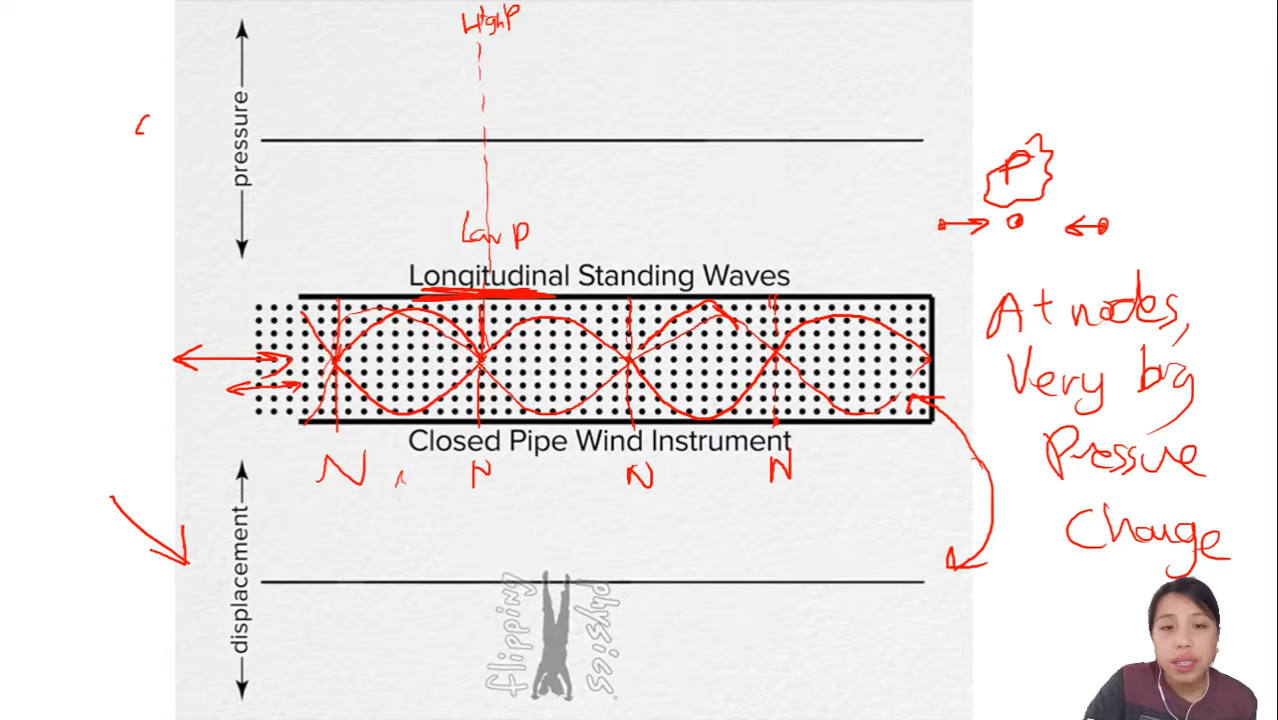 High P
pressure
P
Low P
Longitudinal Standing Waves
At nodes,
Very big
Pressure
Change
Closed Pipe Wind Instrument
N
N
N
N
displacement
flipping
physics